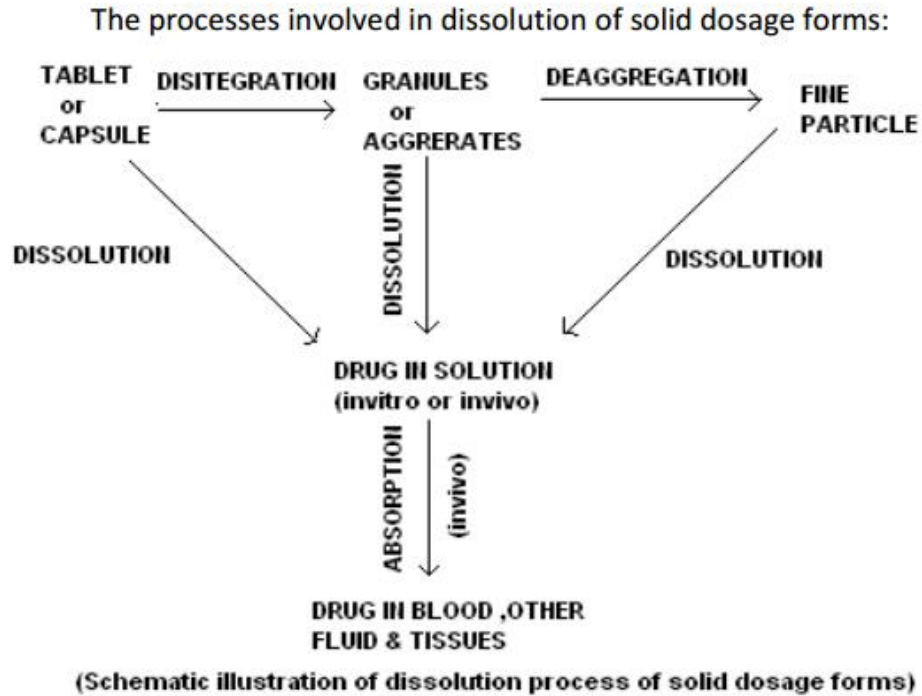 The processes involved in dissolution of solid dosage forms:
TABLET
or
CAPSULE
DISITEGRATION
GRANULES
or
AGGRERATES
DEAGGREGATION
FINE
PARTICLE
DISSOLUTION
DISSOLUTION
DISSOLUTION
DRUG IN SOLUTION
(invitro or invivo)
ABSORPTION
(invivo)
DRUG IN BLOOD ,OTHER
FLUID & TISSUES
(Schematic illustration of dissolution process of solid dosage forms)